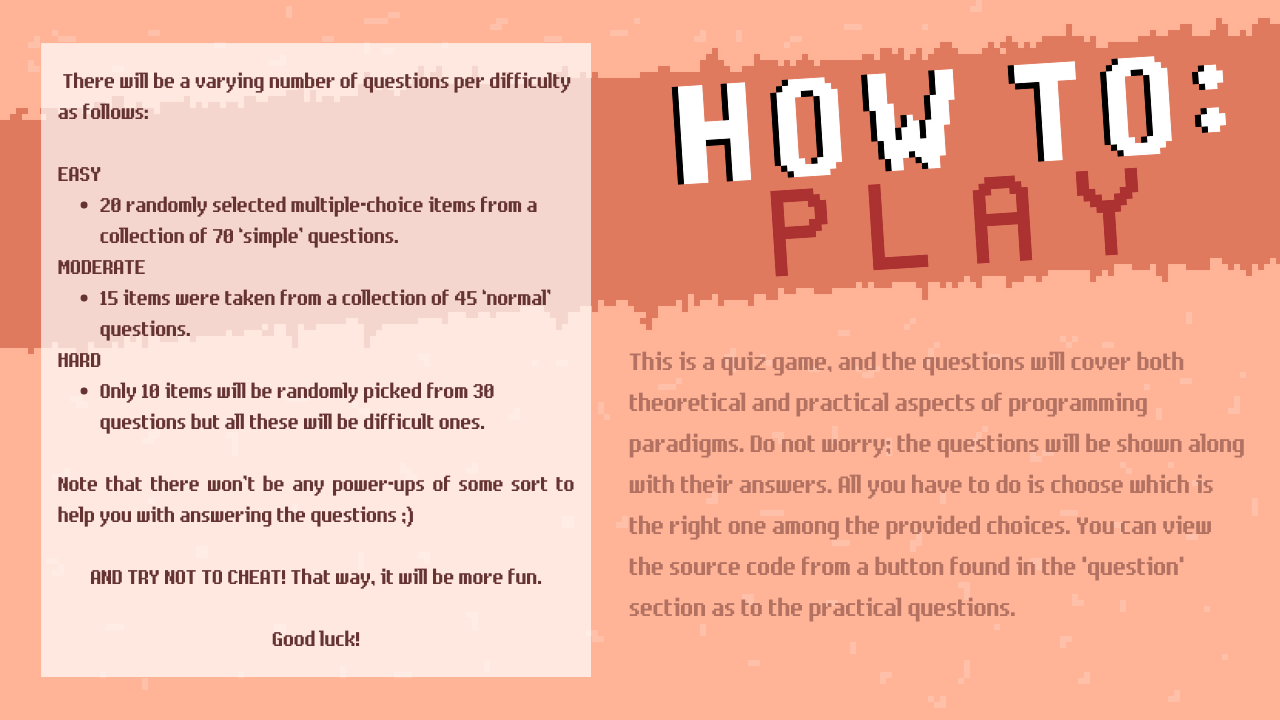 There will be a varying number of questions per difficulty
as follows:
EASY
• 20 randomly selected multiple-choice items from a
collection of 70 'simple' questions.
MODERATE
• 15 items were taken from a collection of 45 'normal'
questions.
HARD
• Only 10 items will be randomly picked from 30
questions but all these will be difficult ones.
Note that there won't be any power-ups of some sort to
help you with answering the questions ;)
AND TRY NOT TO CHEAT! That way, it will be more fun.
Good luck!
HOW TO:
PLAY
This is a quiz game, and the questions will cover both
theoretical and practical aspects of programming
paradigms. Do not worry; the questions will be shown along
with their answers. All you have to do is choose which is
the right one among the provided choices. You can view
the source code from a button found in the 'question'
section as to the practical questions.